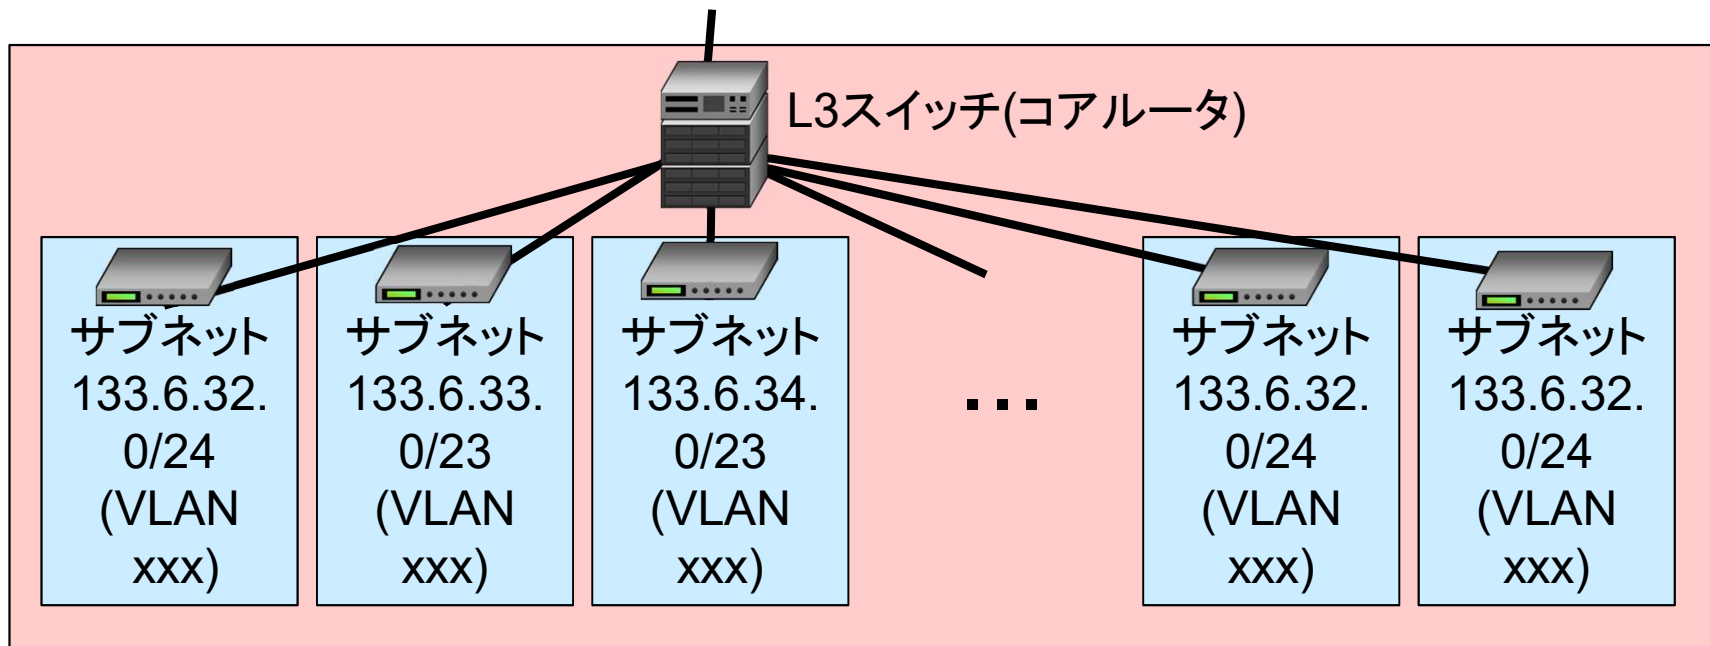 L3スイッチ(コアルータ)
サブネット
133.6.32.
0/24
(VLAN
xxx)
サブネット
133.6.33.
0/23
(VLAN
xxx)
サブネット
133.6.34.
0/23
(VLAN
xxx)
...
サブネット
133.6.32.
0/24
(VLAN
xxx)
サブネット
133.6.32.
0/24
(VLAN
xxx)